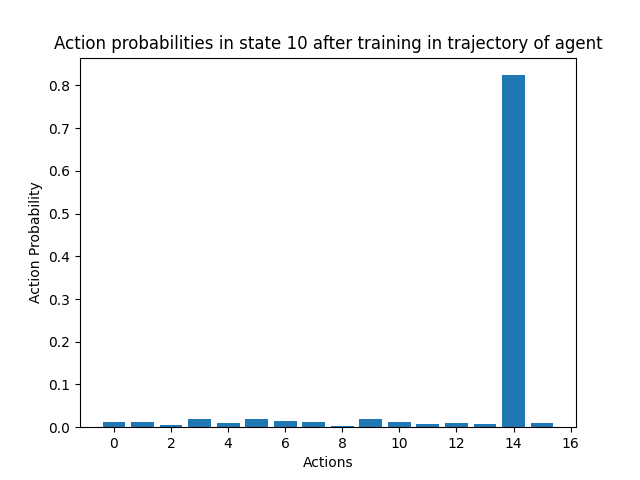 Action probabilities in state 10 after training in trajectory of agent
0.8
0.7
0.6
0.5
0.4
0.3
0.2
0.1
0.0
Action Probability
0 2 4 6 8 10 12 14 16
Actions